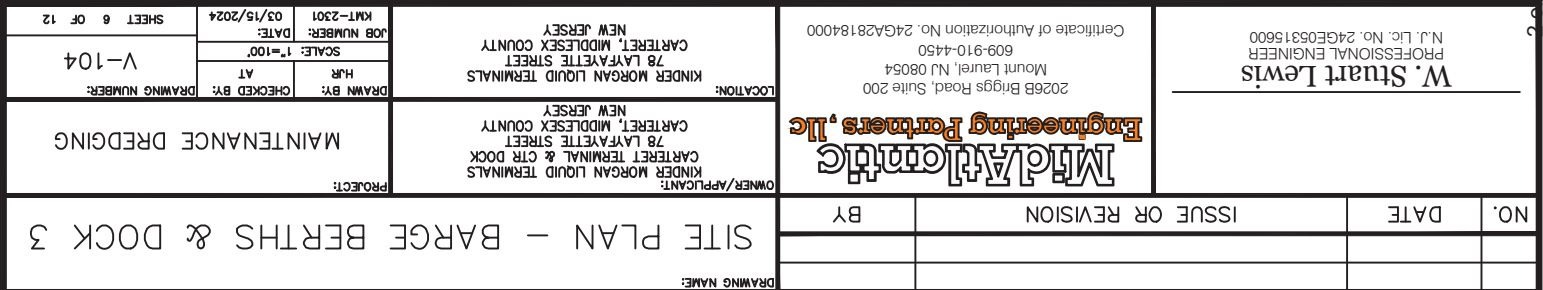 NO.
DATE
ISSUE OR REVISION
BY
W. Stuart Lewis
PROFESSIONAL ENGINEER
N.J. Lic. No. 24GE05315600
MidAtlantic
Engineering Partners, llc
2026B Briggs Road, Suite 200
Mount Laurel, NJ 08054
609-910-4450
Certificate of Authorization No. 24GA28184000
DRAWING NAME:
SITE PLAN - BARGE BERTHS & DOCK 3
OWNER/APPLICANT:
KINDER MORGAN LIQUID TERMINALS
CARTERET TERMINAL & CTR DOCK
78 LAFAYETTE STREET
CARTERET, MIDDLESEX COUNTY
NEW JERSEY
PROJECT:
MAINTENANCE DREDGING
LOCATION:
KINDER MORGAN LIQUID TERMINALS
78 LAFAYETTE STREET
CARTERET, MIDDLESEX COUNTY
NEW JERSEY
DRAWN BY:
HJR
CHECKED BY:
AT
DRAWING NUMBER:
V-104
SCALE: 1"=100'
JOB NUMBER:
KMT-2301
DATE:
03/15/2024
SHEET 6 OF 12